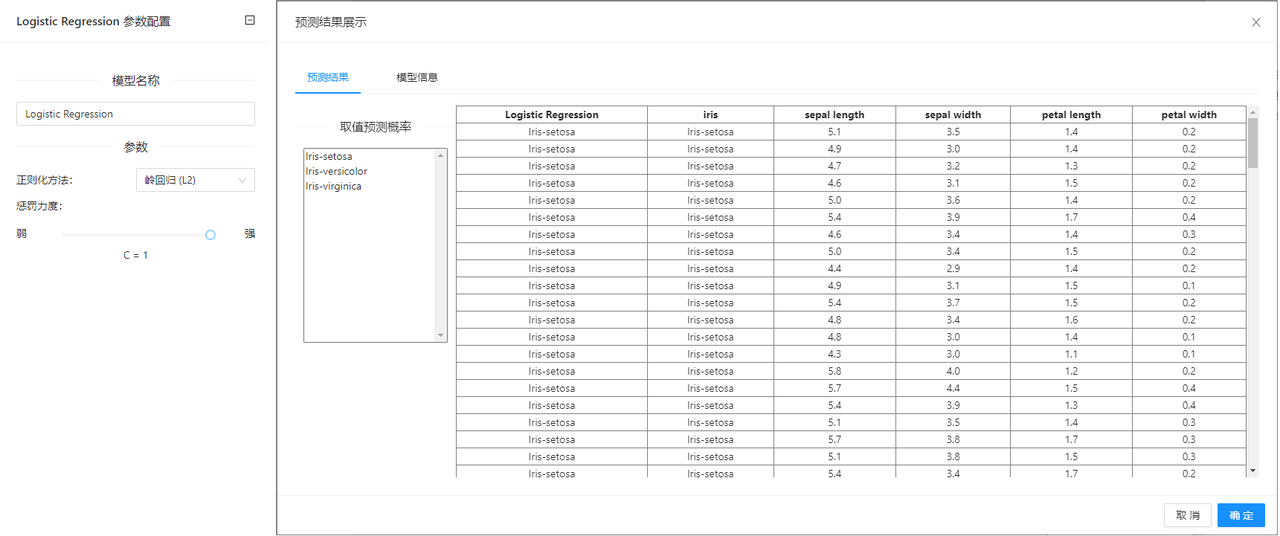 Logistic Regression 参数配置
模型名称
Logistic Regression
参数
正则化方法:
岭回归 (L2)
惩罚力度:
弱
强
C = 1
预测结果展示
预测结果
模型信息
取值预测概率
Iris-setosa
Iris-versicolor
Iris-virginica
Logistic Regression iris sepal length sepal width petal length petal width
Iris-setosa Iris-setosa 5.1 3.5 1.4 0.2
Iris-setosa Iris-setosa 4.9 3.0 1.4 0.2
Iris-setosa Iris-setosa 4.7 3.2 1.3 0.2
Iris-setosa Iris-setosa 4.6 3.1 1.5 0.2
Iris-setosa Iris-setosa 5.0 3.6 1.4 0.2
Iris-setosa Iris-setosa 5.4 3.9 1.7 0.4
Iris-setosa Iris-setosa 4.6 3.4 1.4 0.3
Iris-setosa Iris-setosa 5.0 3.4 1.5 0.2
Iris-setosa Iris-setosa 4.4 2.9 1.4 0.2
Iris-setosa Iris-setosa 4.9 3.1 1.5 0.1
Iris-setosa Iris-setosa 5.4 3.7 1.5 0.2
Iris-setosa Iris-setosa 4.8 3.4 1.6 0.2
Iris-setosa Iris-setosa 4.8 3.0 1.4 0.1
Iris-setosa Iris-setosa 4.3 3.0 1.1 0.1
Iris-setosa Iris-setosa 5.8 4.0 1.2 0.2
Iris-setosa Iris-setosa 5.7 4.4 1.5 0.4
Iris-setosa Iris-setosa 5.4 3.9 1.3 0.4
Iris-setosa Iris-setosa 5.1 3.5 1.4 0.3
Iris-setosa Iris-setosa 5.7 3.8 1.7 0.3
Iris-setosa Iris-setosa 5.1 3.8 1.5 0.3
Iris-setosa Iris-setosa 5.4 3.4 1.7 0.2
取 消
确 定